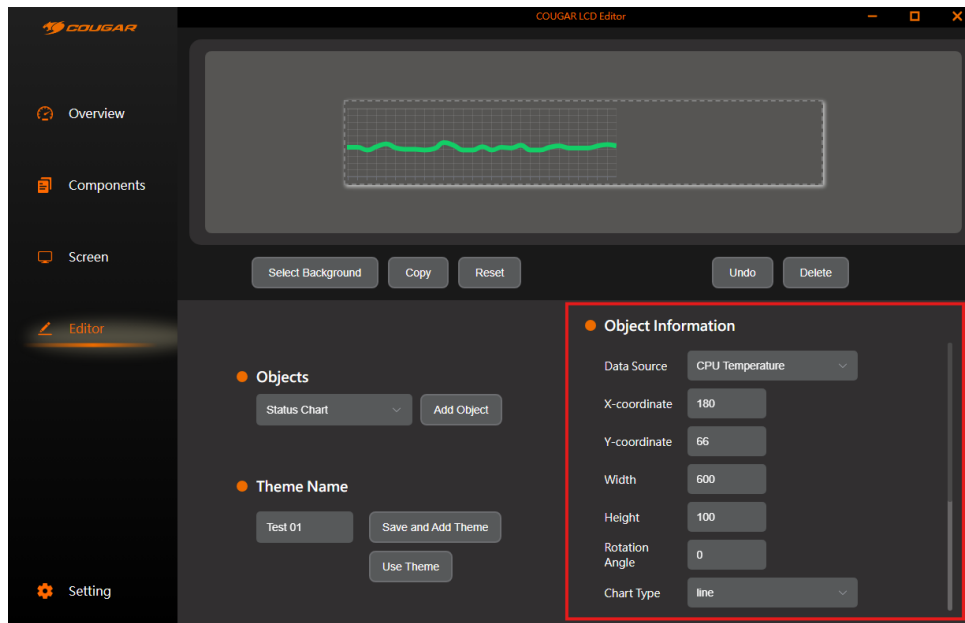 COUGAR
COUGAR LCD Editor
Overview
Components
Screen
Editor
Setting
Select Background
Copy
Reset
Undo
Delete
Objects
Status Chart
Add Object
Theme Name
Test 01
Save and Add Theme
Use Theme
Object Information
Data Source
CPU Temperature
X-coordinate
180
Y-coordinate
66
Width
600
Height
100
Rotation
Angle
0
Chart Type
line